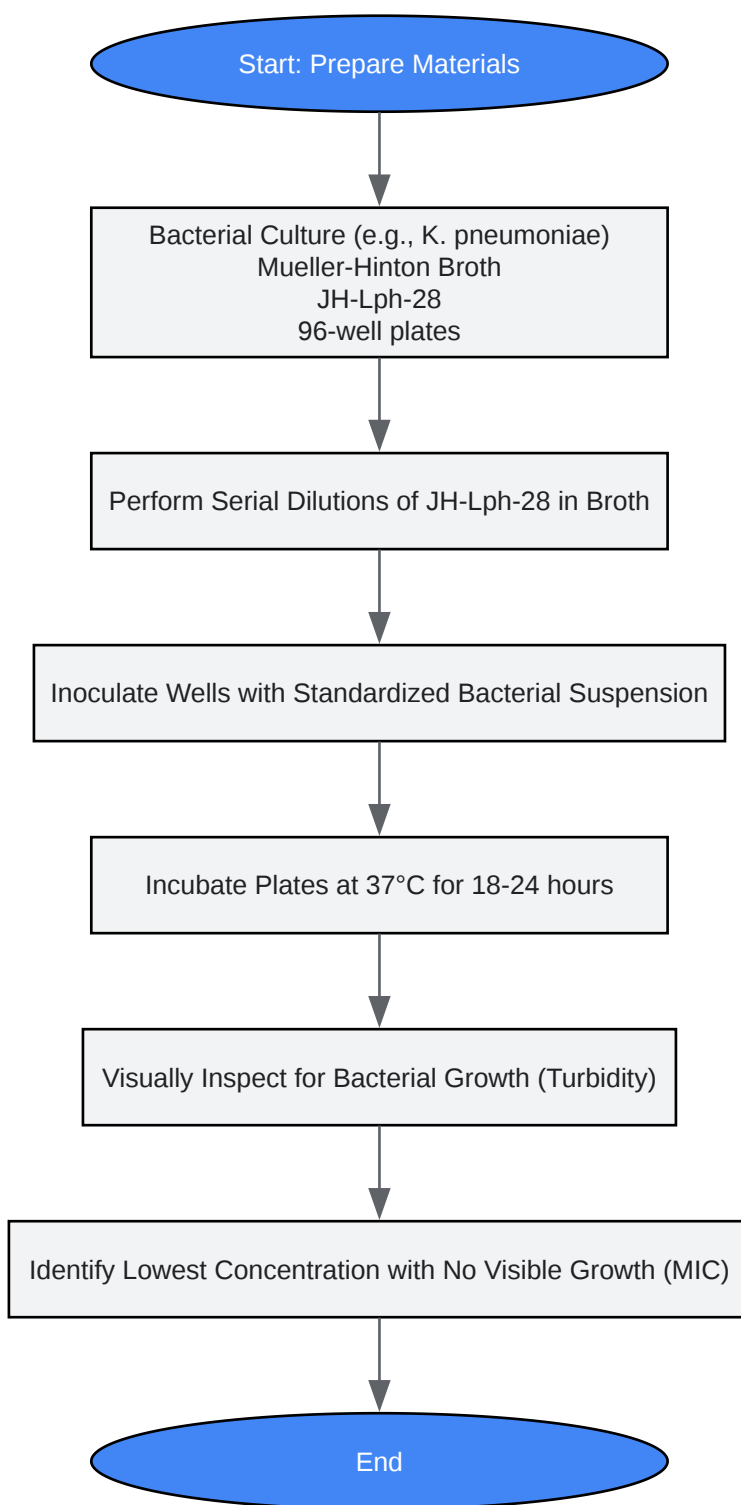 Start: Prepare Materials
Bacterial Culture (e.g., K. pneumoniae)
Mueller-Hinton Broth
JH-Lph-28
96-well plates
Perform Serial Dilutions of JH-Lph-28 in Broth
Inoculate Wells with Standardized Bacterial Suspension
Incubate Plates at 37°C for 18-24 hours
Visually Inspect for Bacterial Growth (Turbidity)
Identify Lowest Concentration with No Visible Growth (MIC)
End